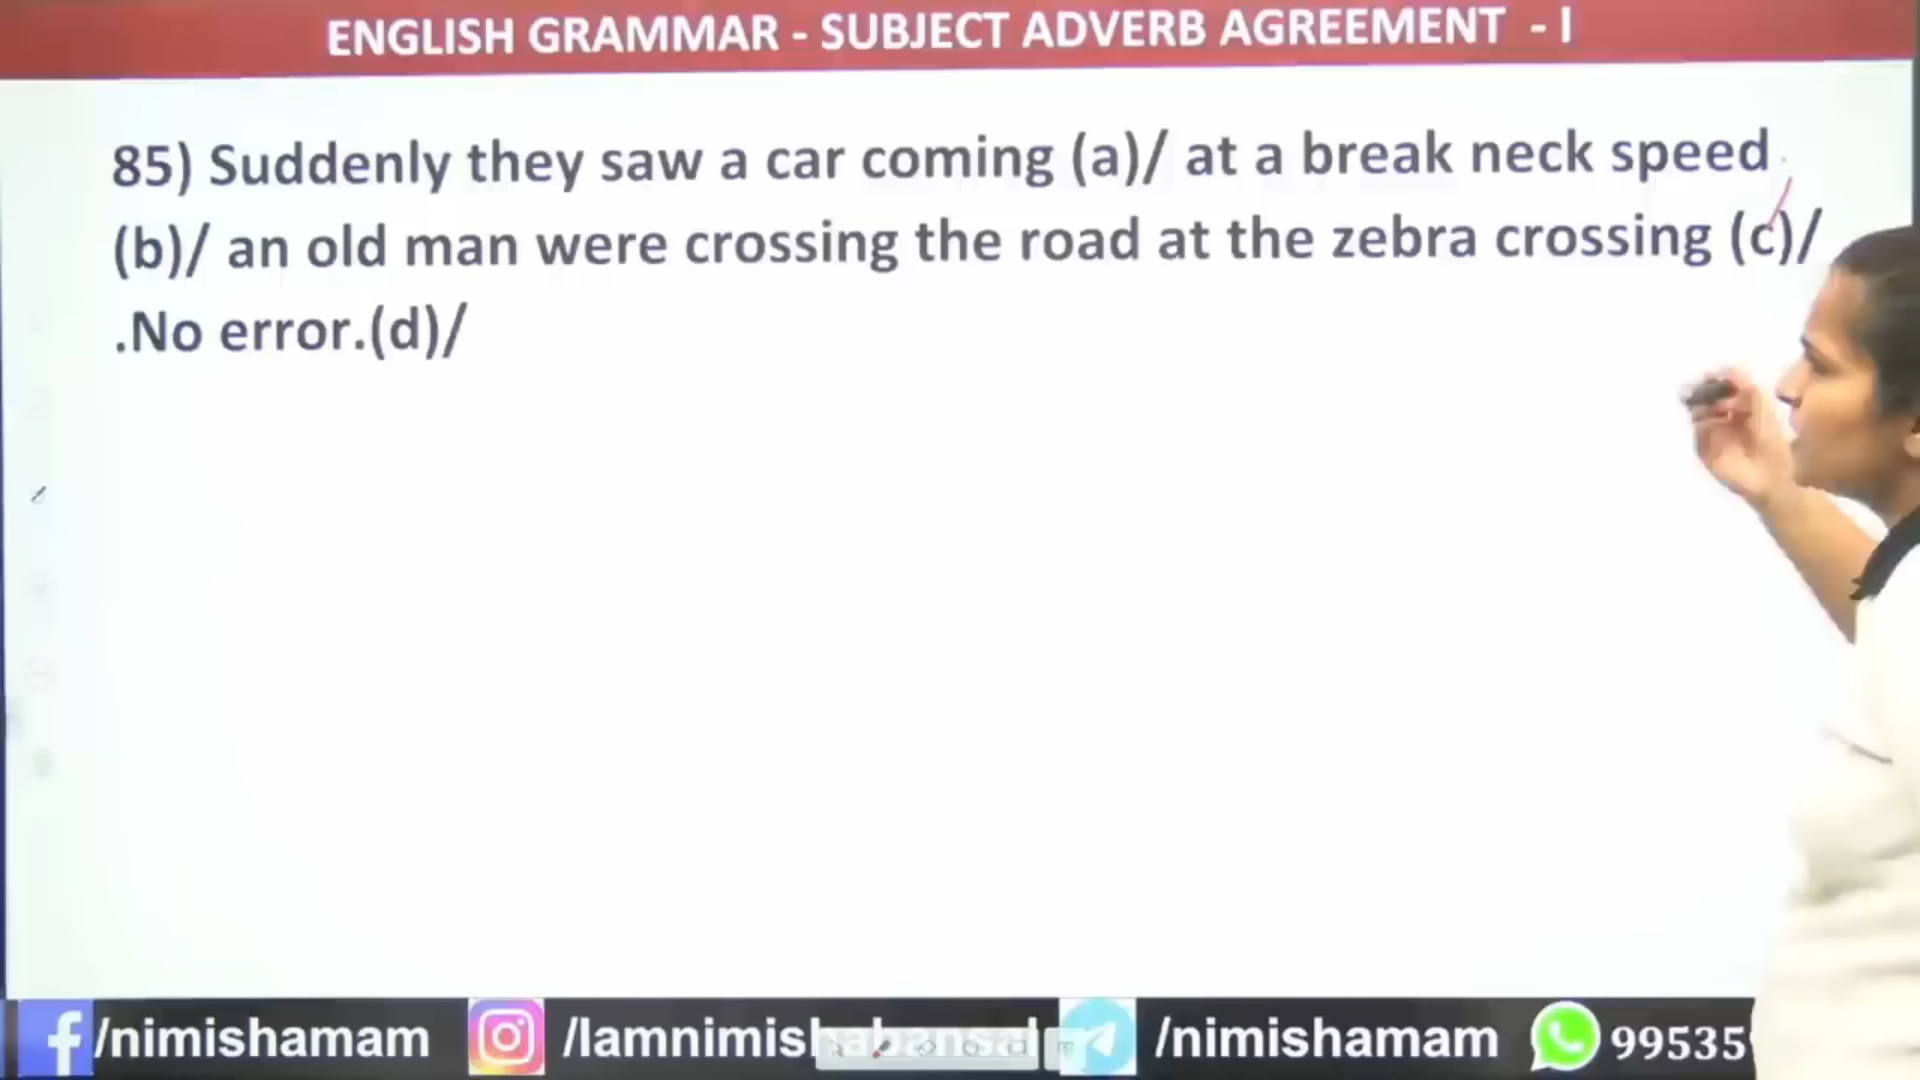 ENGLISH GRAMMAR - SUBJECT ADVERB AGREEMENT - I
85) Suddenly they saw a car coming (a)/ at a break neck speed
(b)/ an old man were crossing the road at the zebra crossing (c)/
.No error.(d)/
/nimishamam /Iamnimishabansal /nimishamam 99535